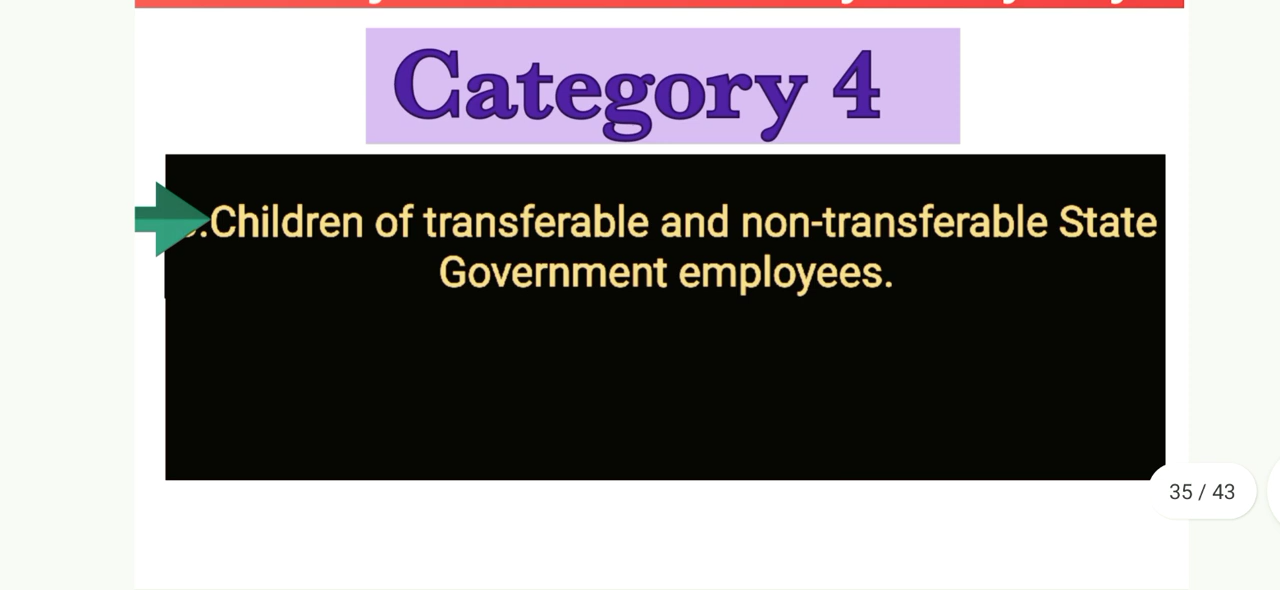 Category 4
.Children of transferable and non-transferable State
Government employees.
35 / 43